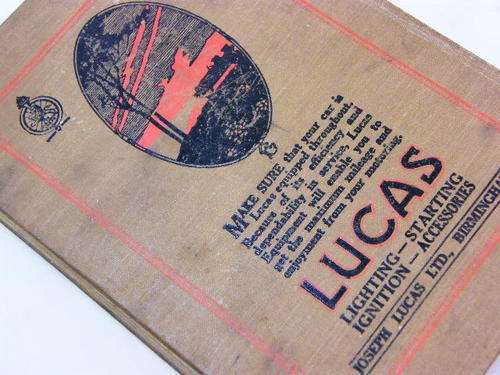 MAKE SURE that your car is
Lucas equipped throughout.
Because of its efficiency and
dependability in service, Lucas
Equipment will enable you to
get the maximum mileage and
enjoyment from your motoring.
LUCAS
LIGHTING - STARTING
IGNITION - ACCESSORIES
JOSEPH LUCAS LTD., BIRMINGH